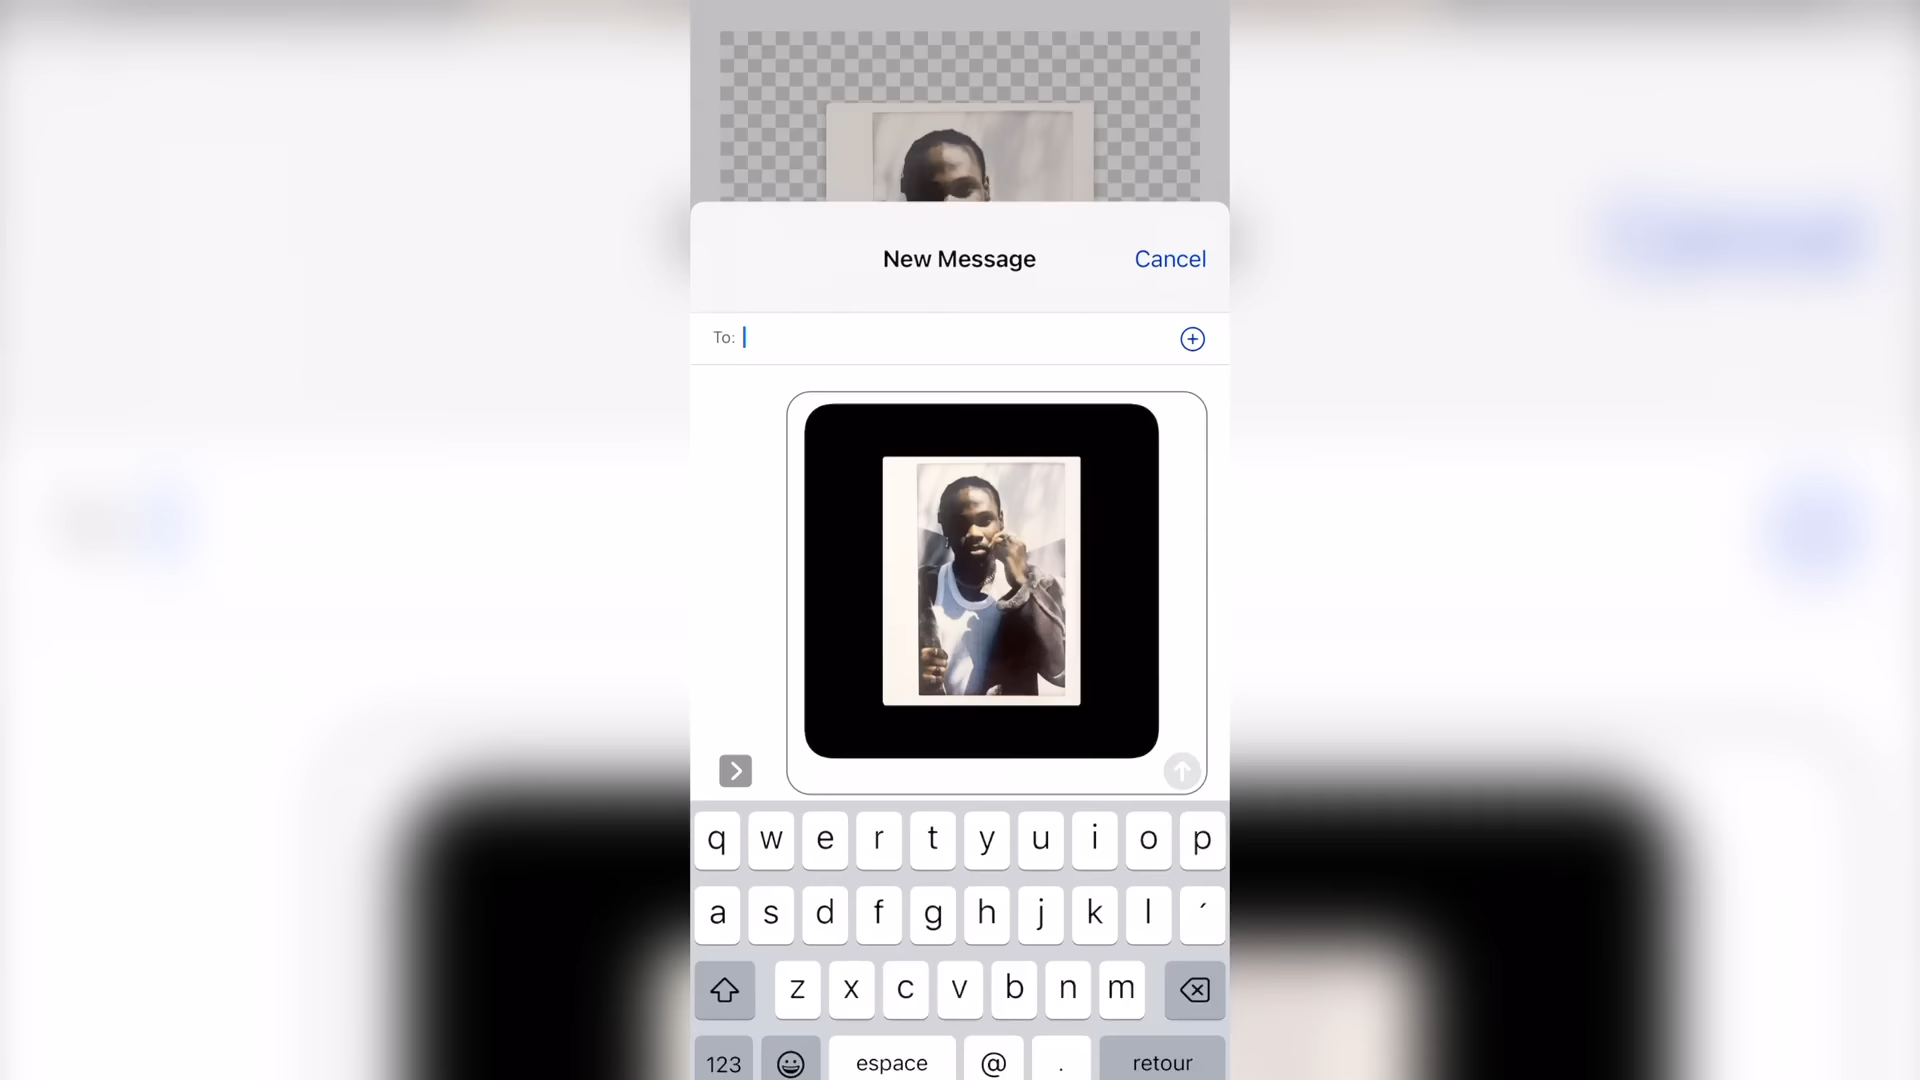 New Message Cancel
To:
q w e r t y u i o p
a s d f g h j k l ´
z x c v b n m
123 espace @ . retour